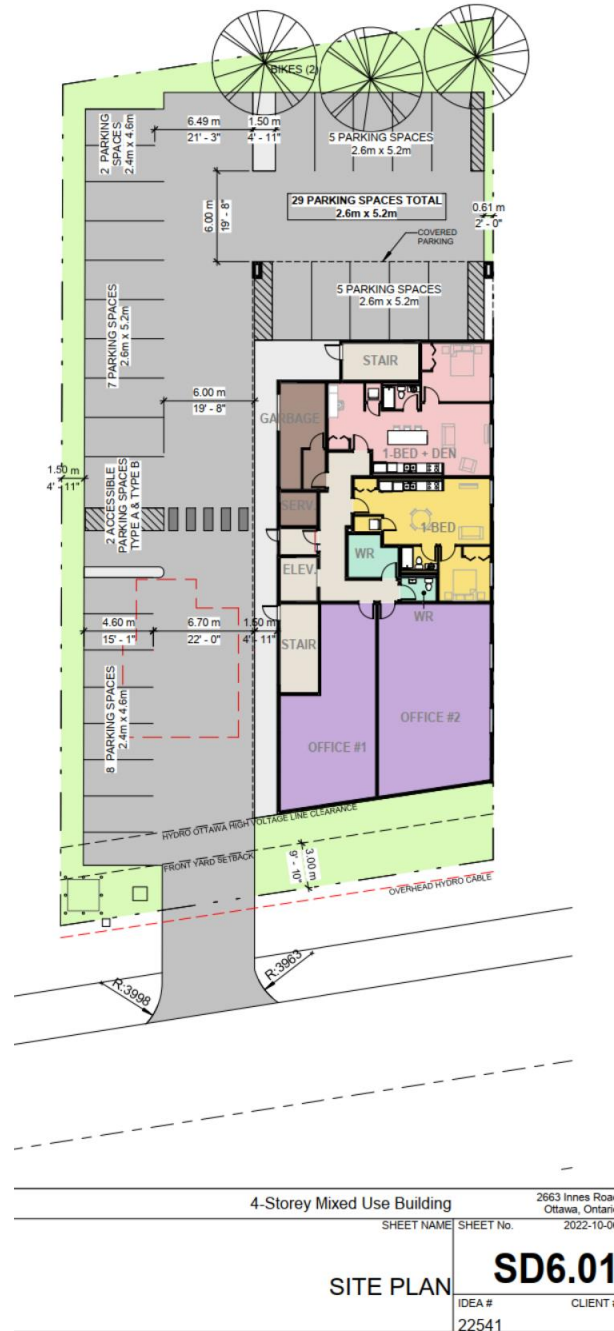 BIKES (2)
2 PARKING
SPACES
2.4m x 4.6m
6.49 m
21' - 3"
1.50 m
4' - 11"
5 PARKING SPACES
2.6m x 5.2m
29 PARKING SPACES TOTAL
2.6m x 5.2m
0.61 m
2' - 0"
6.00 m
19' - 8"
COVERED
PARKING
5 PARKING SPACES
2.6m x 5.2m
7 PARKING SPACES
2.6m x 5.2m
STAIR
6.00 m
19' - 8"
GARBAGE
1-BED + DEN
1.50 m
4' - 11"
2 ACCESSIBLE
PARKING SPACES
TYPE A & TYPE B
SERV.
1-BED
WR
ELEV.
4.60 m
15' - 1"
6.70 m
22' - 0"
1.50 m
4' - 11"
WR
STAIR
8 PARKING SPACES
2.4m x 4.6m
OFFICE #2
OFFICE #1
HYDRO OTTAWA HIGH VOLTAGE LINE CLEARANCE
FRONT YARD SETBACK
3.00 m
9' - 10"
OVERHEAD HYDRO CABLE
R:3998
R:3963
4-Storey Mixed Use Building
2663 Innes Road
Ottawa, Ontario
SHEET NAME
SHEET No.
2022-10-06
SITE PLAN
SD6.01
IDEA #
CLIENT #
22541